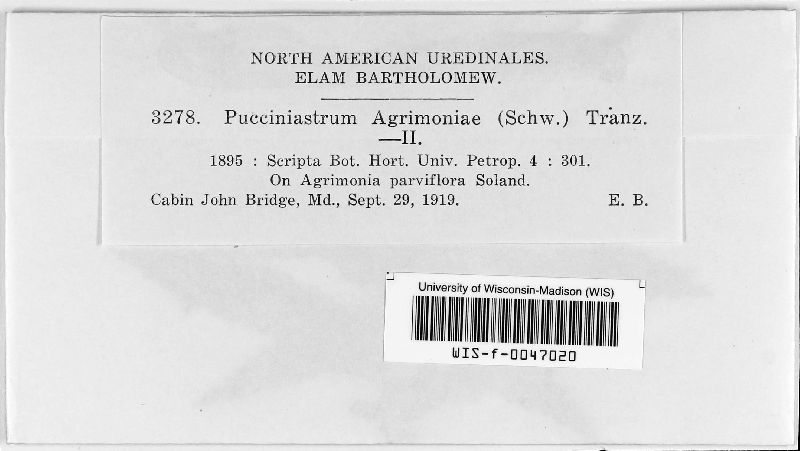 NORTH AMERICAN UREDINALES.
ELAM BARTHOLOMEW.
3278. Pucciniastrum Agrimoniae (Schw.) Tranz.
—II.
1895 : Scripta Bot. Hort. Univ. Petrop. 4 : 301.
On Agrimonia parviflora Soland.
Cabin John Bridge, Md., Sept. 29, 1919. E. B.
University of Wisconsin-Madison (WIS)
WIS-f-0047020